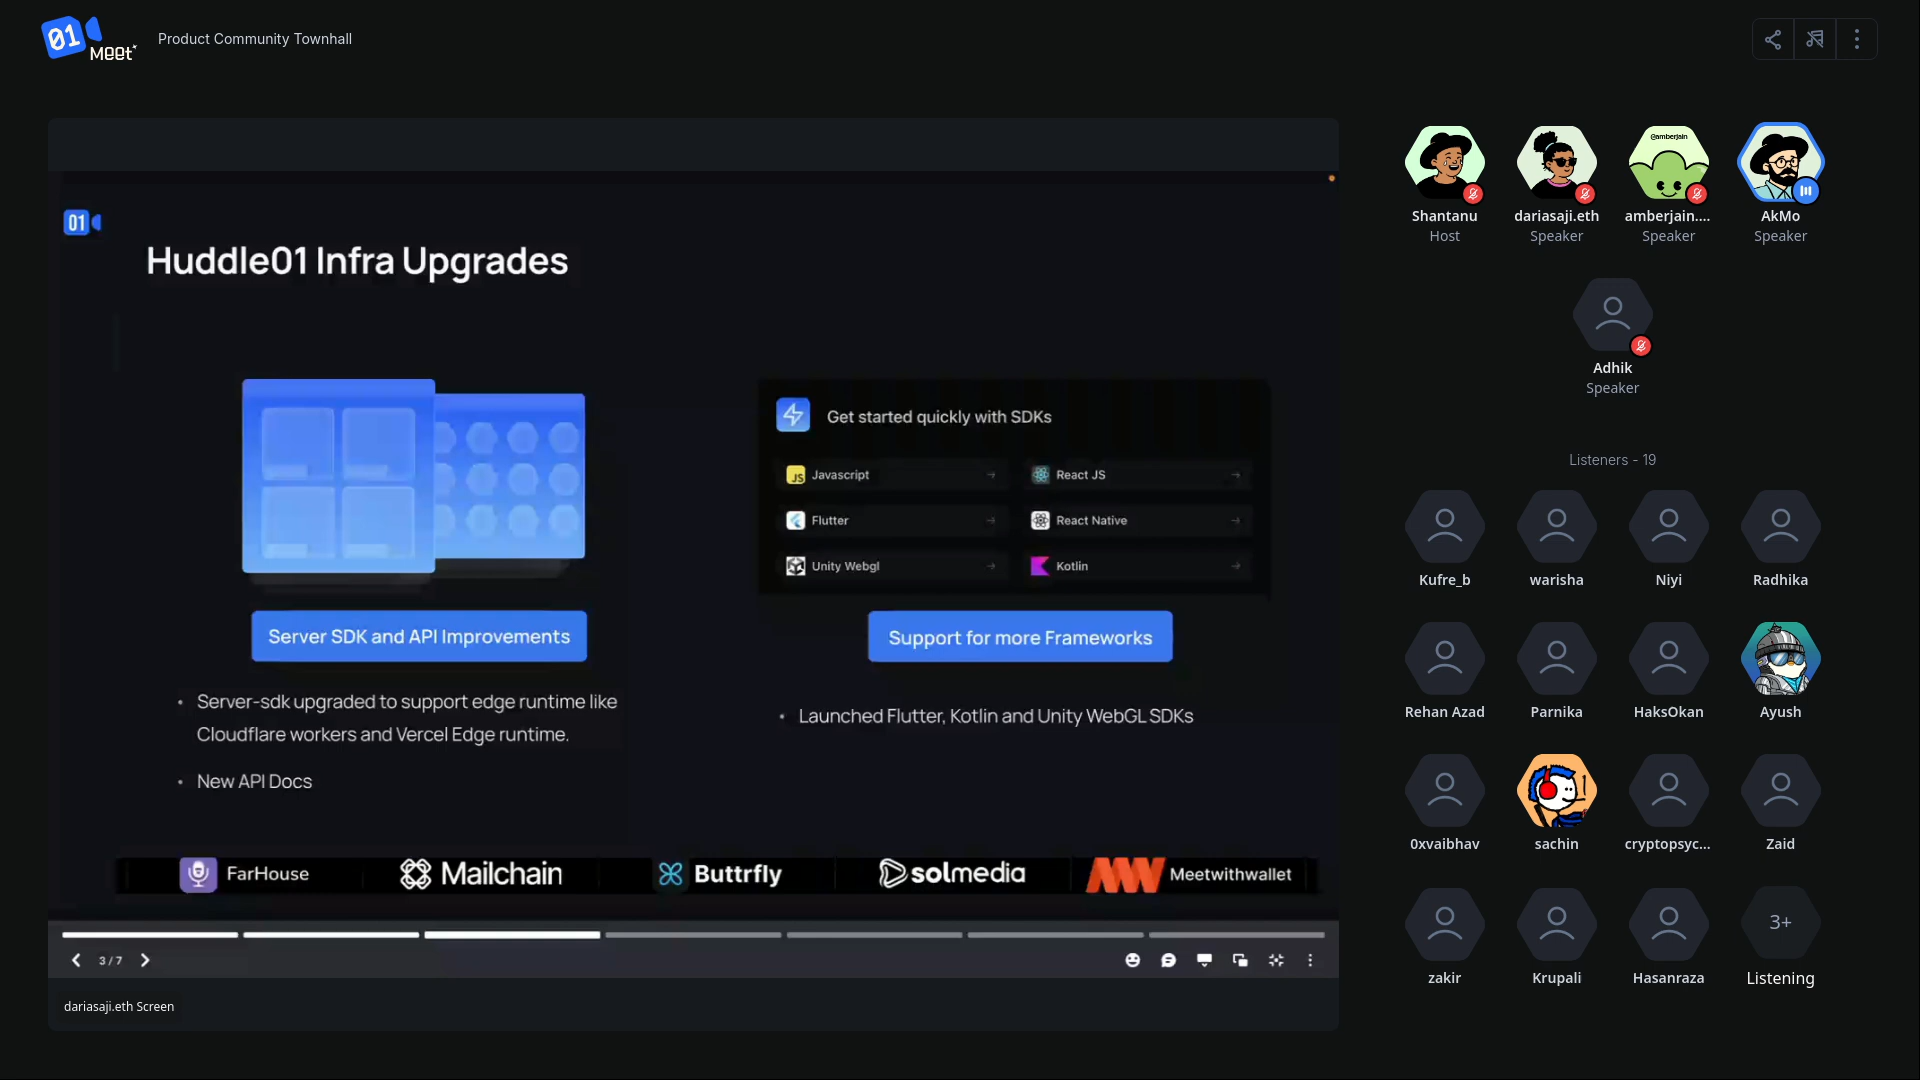 01
Meet
Product Community Townhall
01
Huddle01 Infra Upgrades
Get started quickly with SDKs
JS Javascript
React JS
Flutter
React Native
Unity Webgl
Kotlin
Server SDK and API Improvements
Support for more Frameworks
• Server-sdk upgraded to support edge runtime like
Cloudflare workers and Vercel Edge runtime.
• New API Docs
• Launched Flutter, Kotlin and Unity WebGL SDKs
FarHouse
Mailchain
Buttrfly
solmedia
Meetwithwallet
3 / 7
dariasaji.eth Screen
@amberjain
Shantanu
Host
dariasaji.eth
Speaker
amberjain....
Speaker
AkMo
Speaker
Adhik
Speaker
Listeners - 19
Kufre_b
warisha
Niyi
Radhika
Rehan Azad
Parnika
HaksOkan
Ayush
0xvaibhav
sachin
cryptopsyc...
Zaid
zakir
Krupali
Hasanraza
3+
Listening